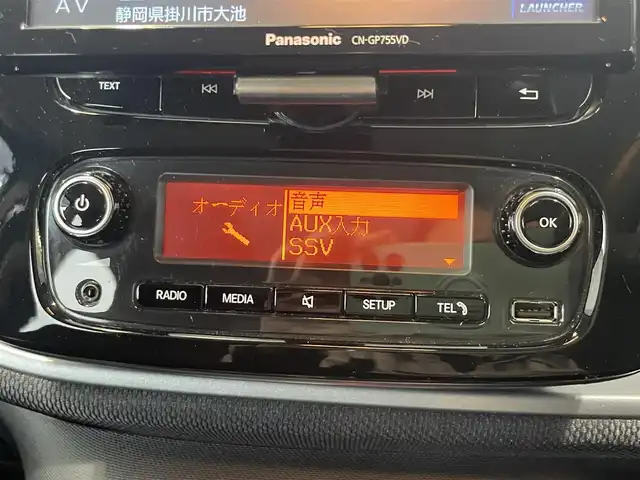 AV
静岡県掛川市大池
LAUNCHER
Panasonic CN-GP755VD
TEXT
オーディオ
音声
AUX入力
SSV
OK
RADIO
MEDIA
SETUP
TEL